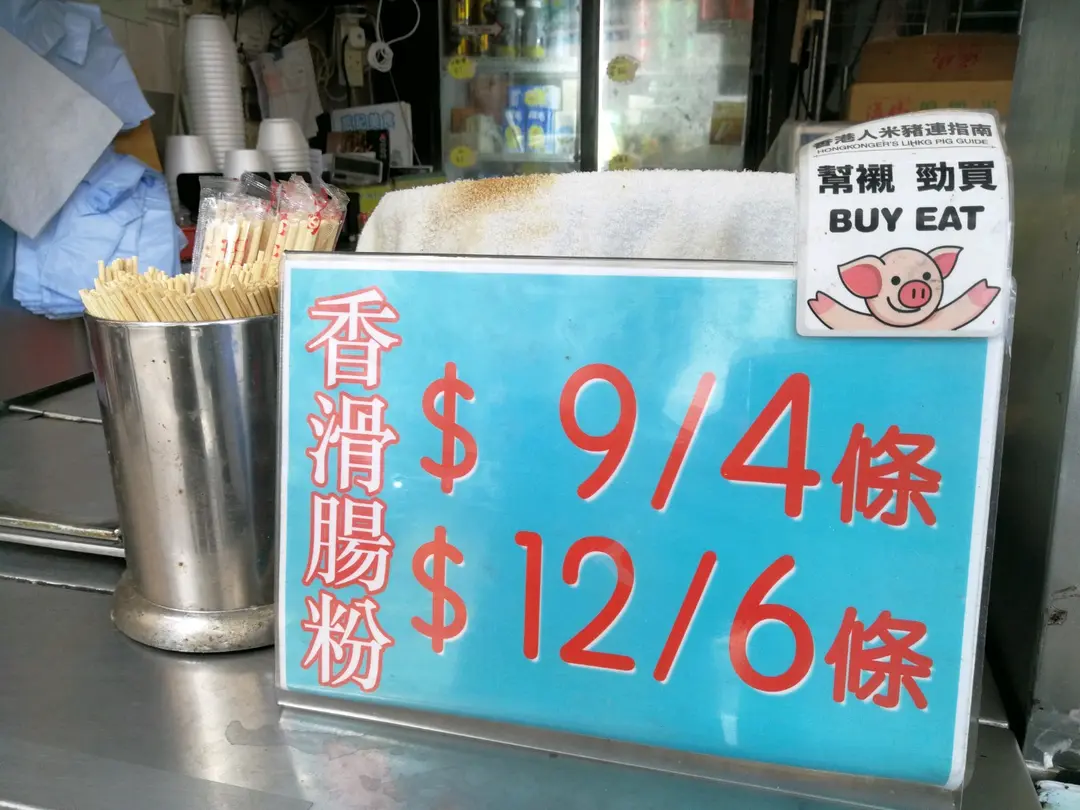 香港人米豬連指南
HONGKONGER'S LIHKG PIG GUIDE
幫襯 勁買
BUY EAT
香滑腸粉
$ 9/4條
$ 12/6條